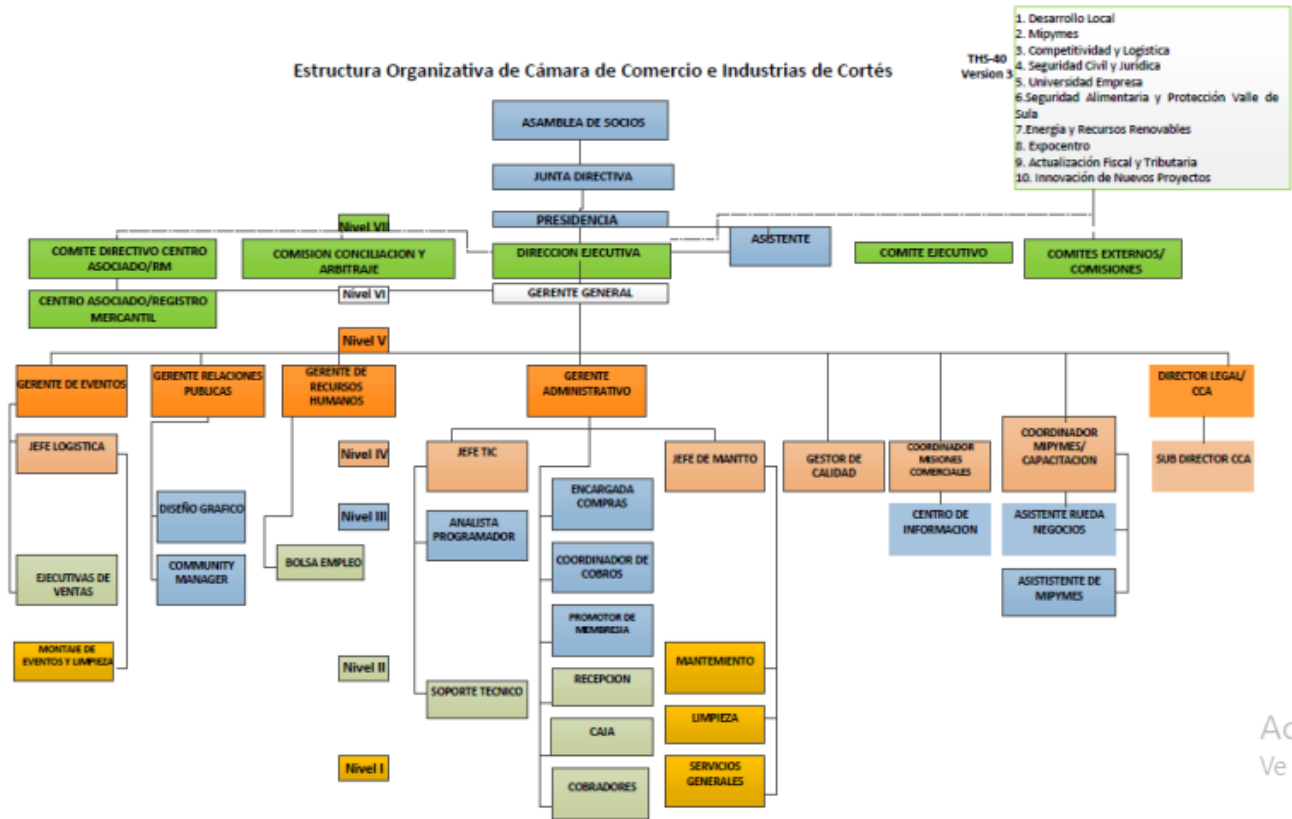 1. Desarrollo Local
2. Mipymes
3. Competitividad y Logistica
4. Seguridad Civil y Jurídica
5. Universidad Empresa
6.Seguridad Alimentaria y Protección Valle de
Sula
7.Energia y Recursos Renovables
8. Expocentro
9. Actualización Fiscal y Tributaria
10. Innovación de Nuevos Proyectos
THS-40
Version 3
Estructura Organizativa de Cámara de Comercio e Industrias de Cortés
ASAMBLEA DE SOCIOS
JUNTA DIRECTIVA
PRESIDENCIA
Nivel VII
ASISTENTE
COMITE DIRECTIVO CENTRO
ASOCIADO/RM
COMISION CONCILIACION Y
ARBITRAJE
DIRECCION EJECUTIVA
COMITE EJECUTIVO
COMITES EXTERNOS/
COMISIONES
CENTRO ASOCIADO/REGISTRO
MERCANTIL
Nivel VI
GERENTE GENERAL
Nivel V
GERENTE DE EVENTOS
GERENTE RELACIONES
PUBLICAS
GERENTE DE
RECURSOS
HUMANOS
GERENTE
ADMINISTRATIVO
DIRECTOR LEGAL/
CCA
JEFE LOGISTICA
Nivel IV
JEFE TIC
JEFE DE MANTTO
GESTOR DE
CALIDAD
COORDINADOR
MISIONES
COMERCIALES
COORDINADOR
MIPYMES/
CAPACITACION
SUB DIRECTOR CCA
DISEÑO GRAFICO
Nivel III
ANALISTA
PROGRAMADOR
ENCARGADA
COMPRAS
CENTRO DE
INFORMACION
ASISTENTE RUEDA
NEGOCIOS
EJECUTIVAS DE
VENTAS
COMMUNITY
MANAGER
BOLSA EMPLEO
COORDINADOR DE
COBROS
ASISTISTENTE DE
MIPYMES
MONTAJE DE
EVENTOS Y LIMPIEZA
Nivel II
PROMOTOR DE
MEMBRESIA
MANTEMIENTO
SOPORTE TECNICO
RECEPCION
LIMPIEZA
CAJA
Nivel I
SERVICIOS
GENERALES
COBRADORES
Ac
Ve